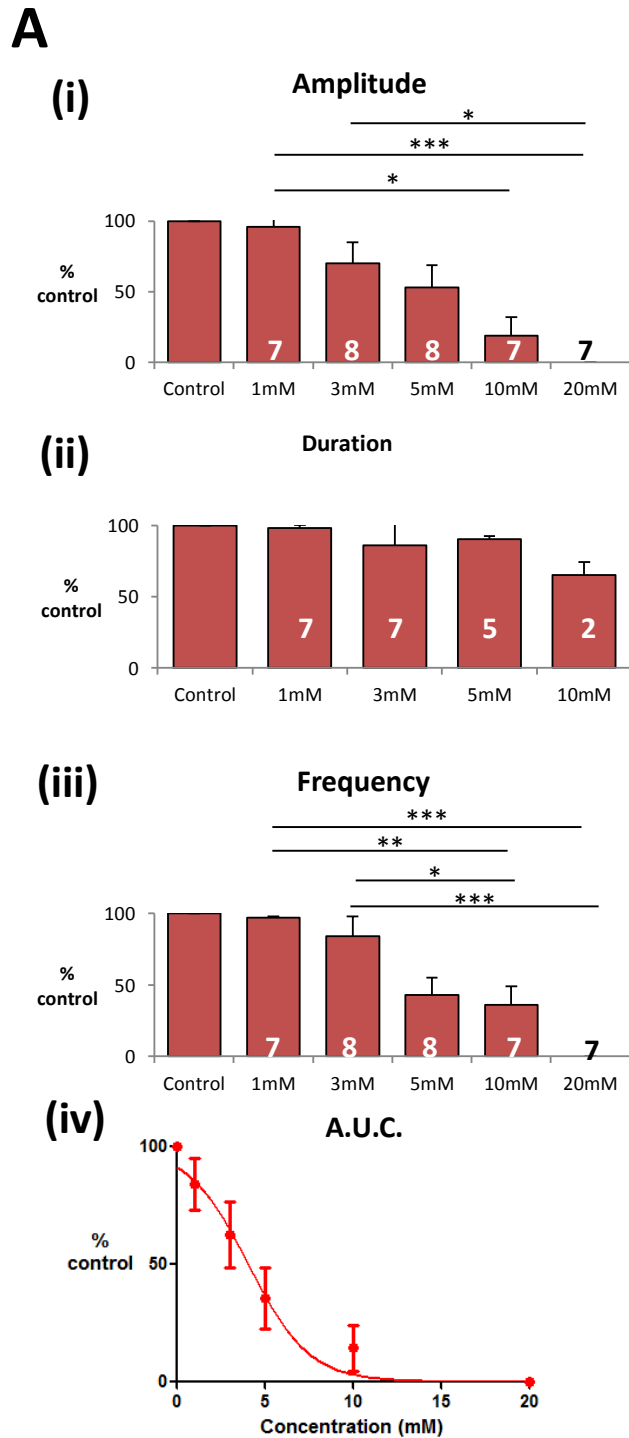 A
(i)
Amplitude
*
***
*
100
50
0
%
control
7 8 8 7 7
Control 1mM 3mM 5mM 10mM 20mM
(ii)
Duration
100
50
0
%
control
7 7 5 2
Control 1mM 3mM 5mM 10mM
(iii)
Frequency
***
**
*
***
100
50
0
%
control
7 8 8 7 7
Control 1mM 3mM 5mM 10mM 20mM
(iv)
A.U.C.
100
50
0
%
control
0 5 10 15 20
Concentration (mM)